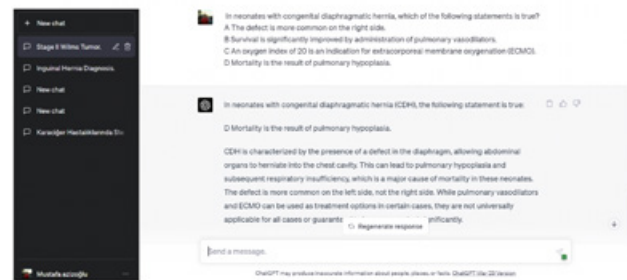 + New chat
Stage II Wilms Tumor.
Inguinal Hernia Diagnosis.
New chat
New chat
Karaciğer Hastalıklarında
Mustafa azizoğlu
In neonates with congenital diaphragmatic hernia, which of the following statements is true?
A The defect is more common on the right side.
B Survival is significantly improved by administration of pulmonary vasodilators.
C An oxygen index of 20 is an indication for extracorporeal membrane oxygenation (ECMO).
D Mortality is the result of pulmonary hypoplasia.
In neonates with congenital diaphragmatic hernia (CDH), the following statement is true:
D Mortality is the result of pulmonary hypoplasia.
CDH is characterized by the presence of a defect in the diaphragm, allowing abdominal
organs to herniate into the chest cavity. This can lead to pulmonary hypoplasia and
subsequent respiratory insufficiency, which is a major cause of mortality in these neonates.
The defect is more common on the left side, not the right side. While pulmonary vasodilators
and ECMO can be used as treatment options in certain cases, they are not universally
applicable for all cases or guarantee
Regenerate response
Send a message.
ChatGPT may produce inaccurate information about people, places, or facts. ChatGPT May 23 Version